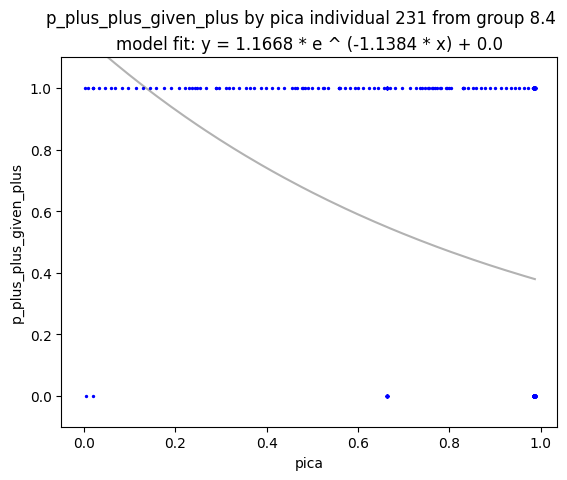 p_plus_plus_given_plus by pica individual 231 from group 8.4
model fit: y = 1.1668 * e ^ (-1.1384 * x) + 0.0
1.0
0.8
0.6
0.4
0.2
0.0
p_plus_plus_given_plus
0.0 0.2 0.4 0.6 0.8 1.0
pica